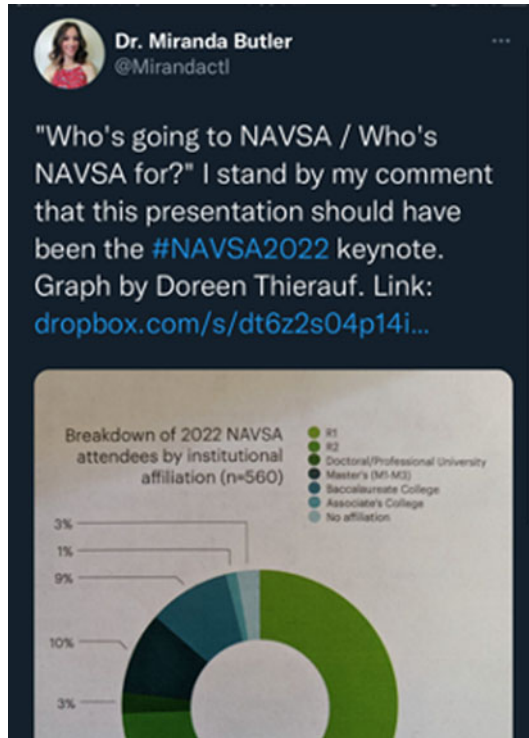 Dr. Miranda Butler
@Mirandactl
"Who's going to NAVSA / Who's
NAVSA for?" I stand by my comment
that this presentation should have
been the #NAVSA2022 keynote.
Graph by Doreen Thierauf. Link:
dropbox.com/s/dt6z2s04p14i...
Breakdown of 2022 NAVSA
attendees by institutional
affiliation (n=560)
R1
R2
Doctoral/Professional University
Master's (M1-M3)
Baccalaureate College
Associate's College
No affiliation
3%
1%
9%
10%
3%